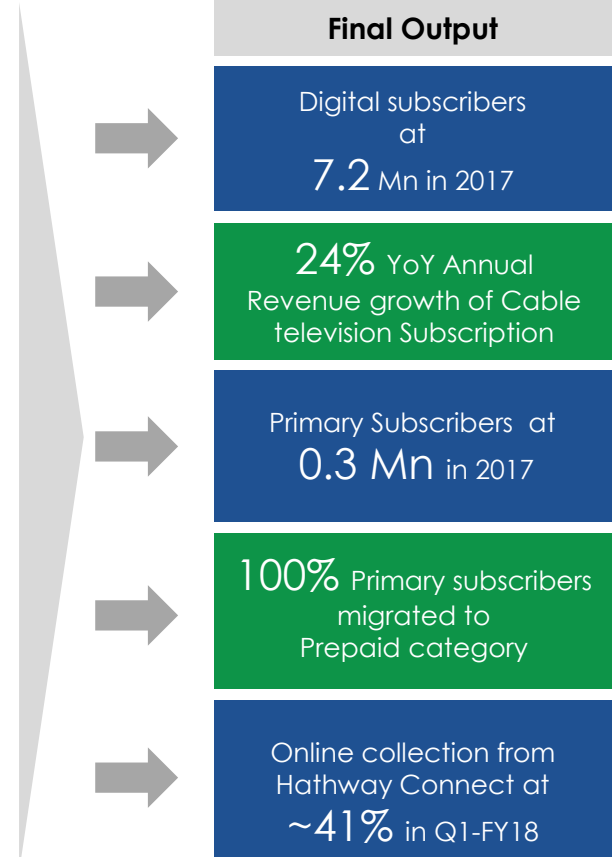 Final Output
Digital subscribers
at
7.2 Mn in 2017
24% YoY Annual
Revenue growth of Cable
television Subscription
Primary Subscribers at
0.3 Mn in 2017
100% Primary subscribers
migrated to
Prepaid category
Online collection from
Hathway Connect at
~41% in Q1-FY18